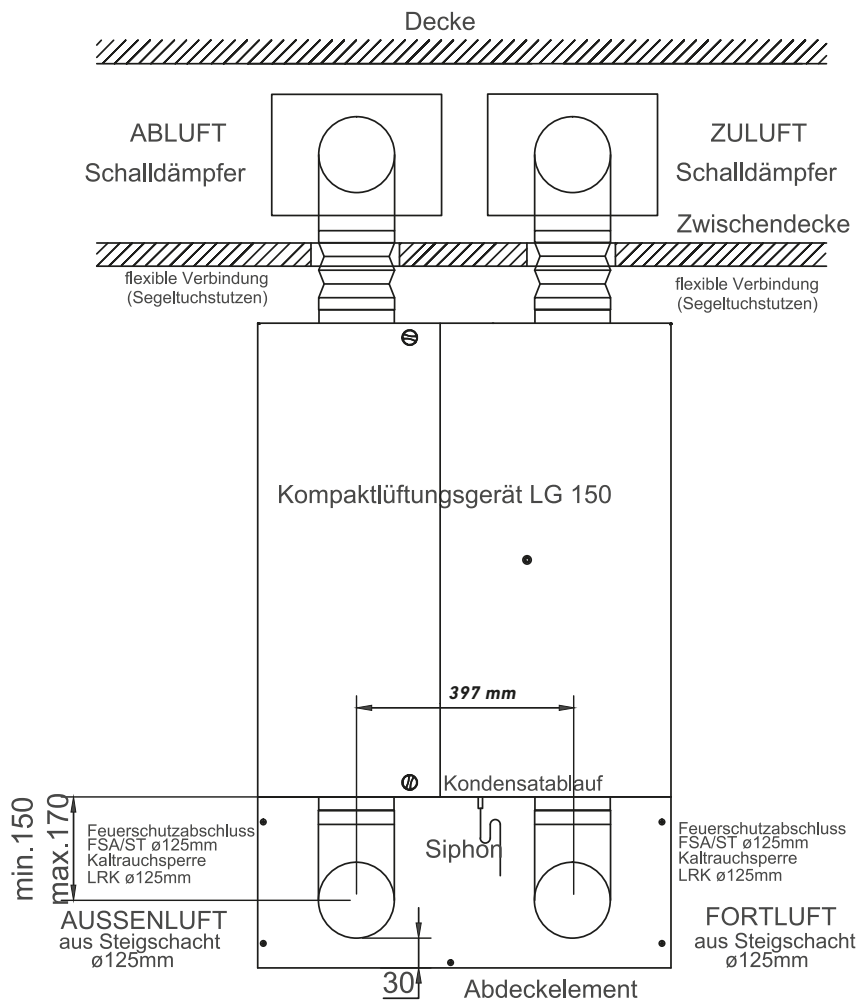 Decke
ABLUFT
Schalldämpfer
ZULUFT
Schalldämpfer
Zwischendecke
flexible Verbindung
(Segeltuchstutzen)
flexible Verbindung
(Segeltuchstutzen)
Kompaktlüftungsgerät LG 150
397 mm
Kondensatablauf
Siphon
min.150
max.170
Feuerschutzabschluss
FSA/ST ø125mm
Kaltrauchsperre
LRK ø125mm
AUSSENLUFT
aus Steigschacht
ø125mm
Feuerschutzabschluss
FSA/ST ø125mm
Kaltrauchsperre
LRK ø125mm
FORTLUFT
aus Steigschacht
ø125mm
30
Abdeckelement